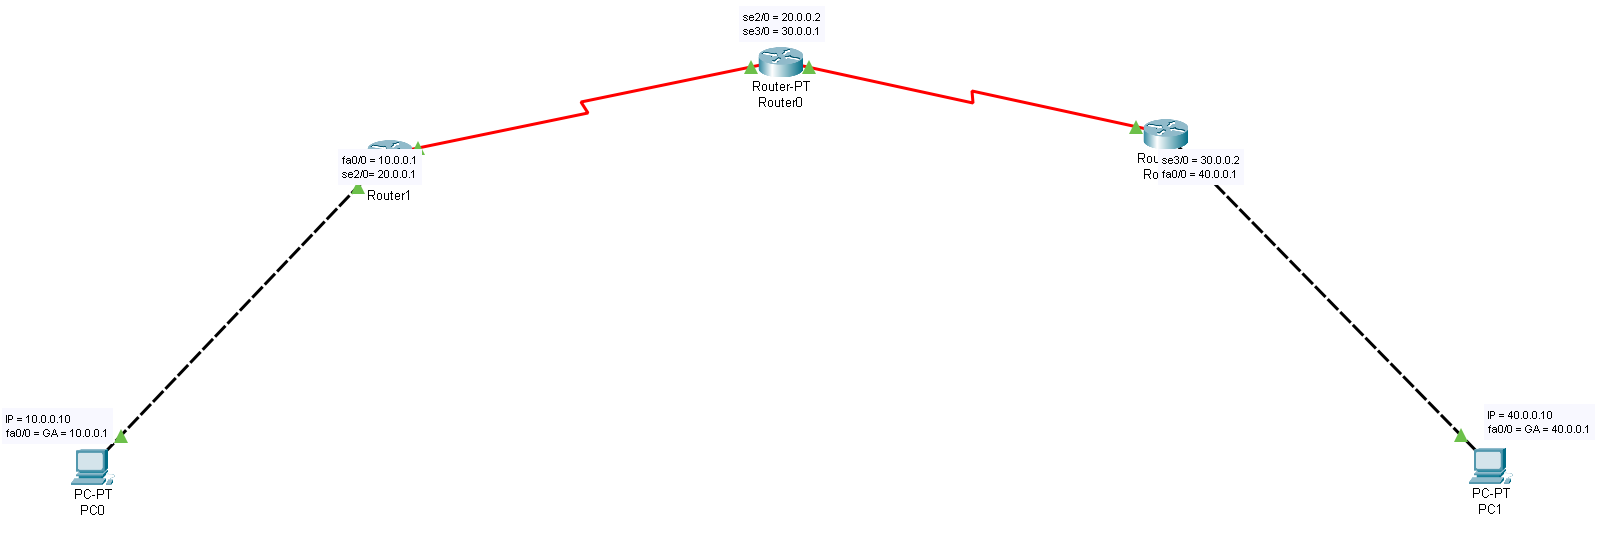 se2/0 = 20.0.0.2
se3/0 = 30.0.0.1
Router-PT
Router0
fa0/0 = 10.0.0.1
se2/0= 20.0.0.1
Router1
se3/0 = 30.0.0.2
fa0/0 = 40.0.0.1
IP = 10.0.0.10
fa0/0 = GA = 10.0.0.1
PC-PT
PC0
IP = 40.0.0.10
fa0/0 = GA = 40.0.0.1
PC-PT
PC1